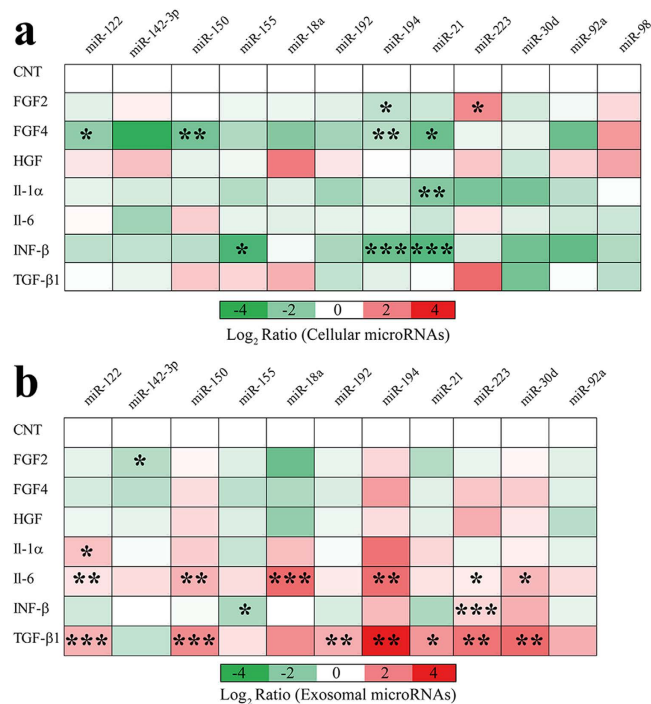 a
miR-122 miR-142-3p miR-150 miR-155 miR-18a miR-192 miR-194 miR-21 miR-223 miR-30d miR-92a miR-98
CNT
FGF2 * *
FGF4 * ** ** *
HGF
Il-1α **
Il-6
INF-β * *** ***
TGF-β1
-4 -2 0 2 4
Log₂ Ratio (Cellular microRNAs)
b
miR-122 miR-142-3p miR-150 miR-155 miR-18a miR-192 miR-194 miR-21 miR-223 miR-30d miR-92a
CNT
FGF2 *
FGF4
HGF
Il-1α *
Il-6 ** ** *** ** * *
INF-β * ***
TGF-β1 *** *** ** ** * ** **
-4 -2 0 2 4
Log₂ Ratio (Exosomal microRNAs)